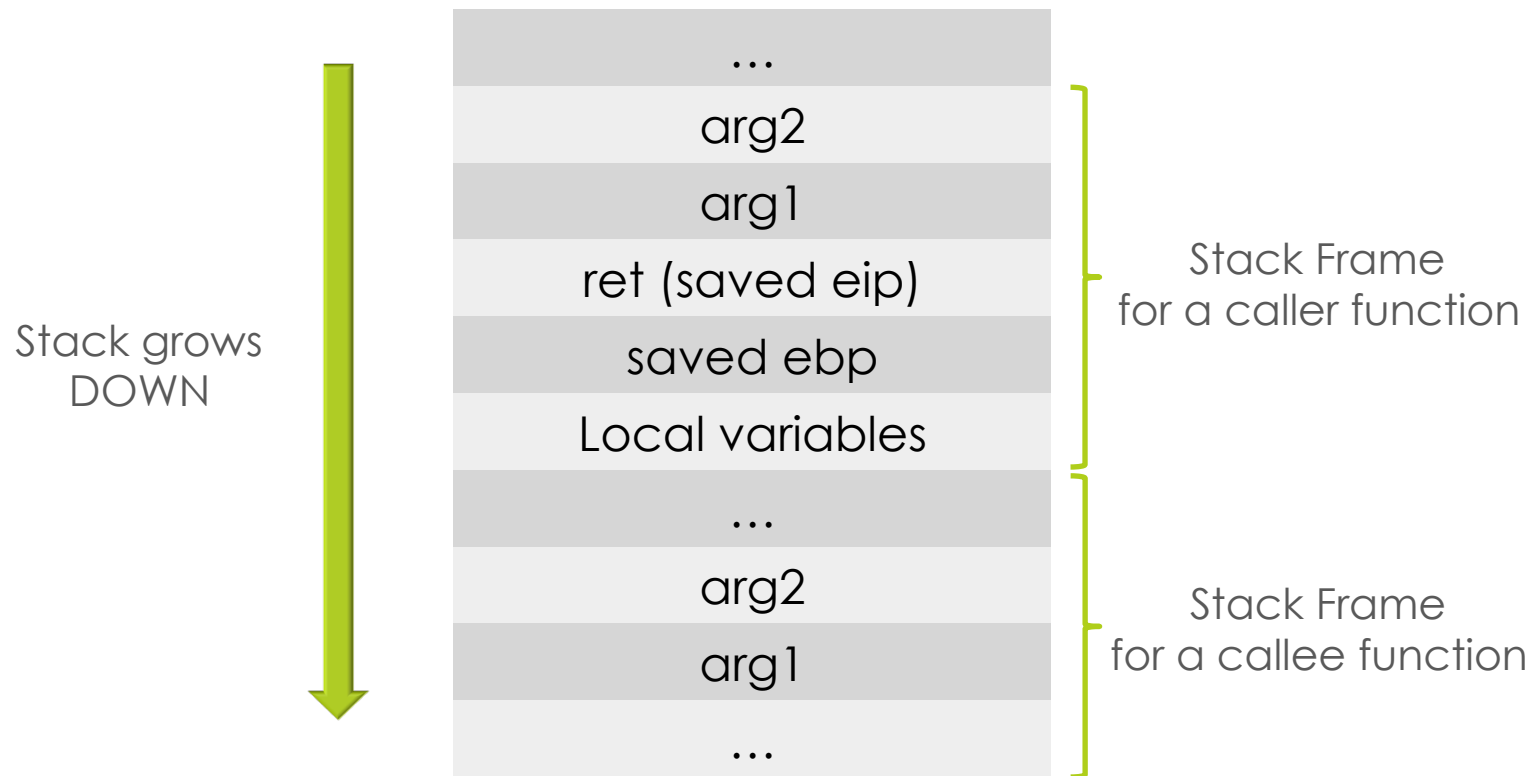 …
arg2
arg1
ret (saved eip)
saved ebp
Local variables
…
arg2
arg1
…
Stack grows
DOWN
Stack Frame
for a caller function
Stack Frame
for a callee function